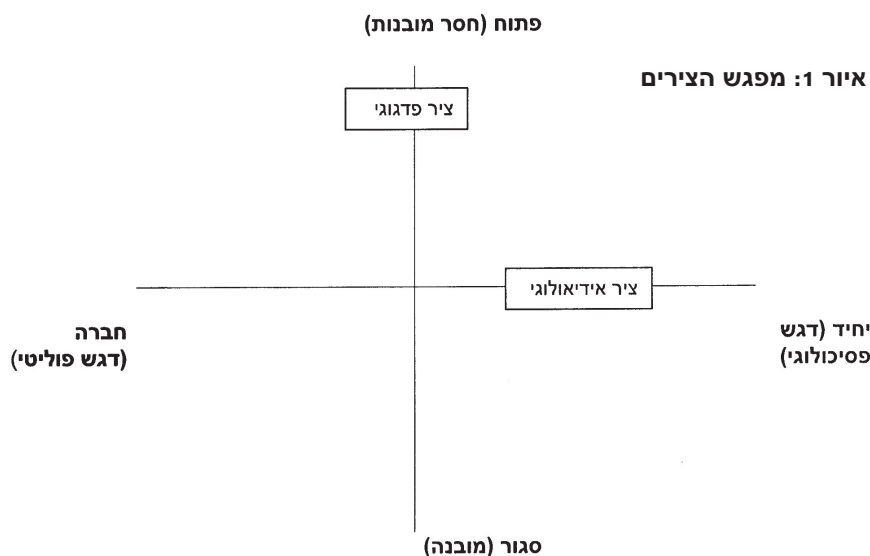 פתוח (חסר מובנות)
איור 1: מפגש הצירים
ציר פדגוגי
ציר אידיאולוגי
יחיד (דגש
פסיכולוגי)
חברה
(דגש פוליטי)
סגור (מובנה)